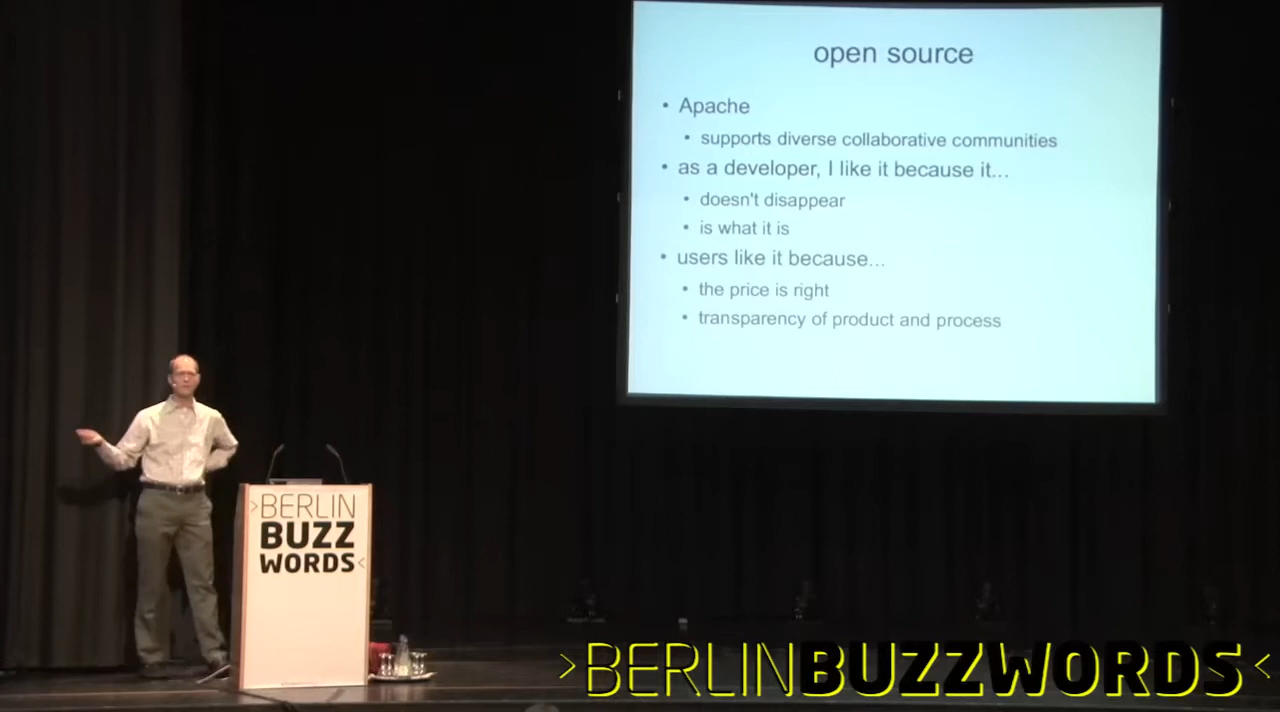 open source
• Apache
• supports diverse collaborative communities
• as a developer, I like it because it...
• doesn't disappear
• is what it is
• users like it because...
• the price is right
• transparency of product and process
>BERLIN
BUZZ
WORDS<
>BERLINBUZZWORDS<